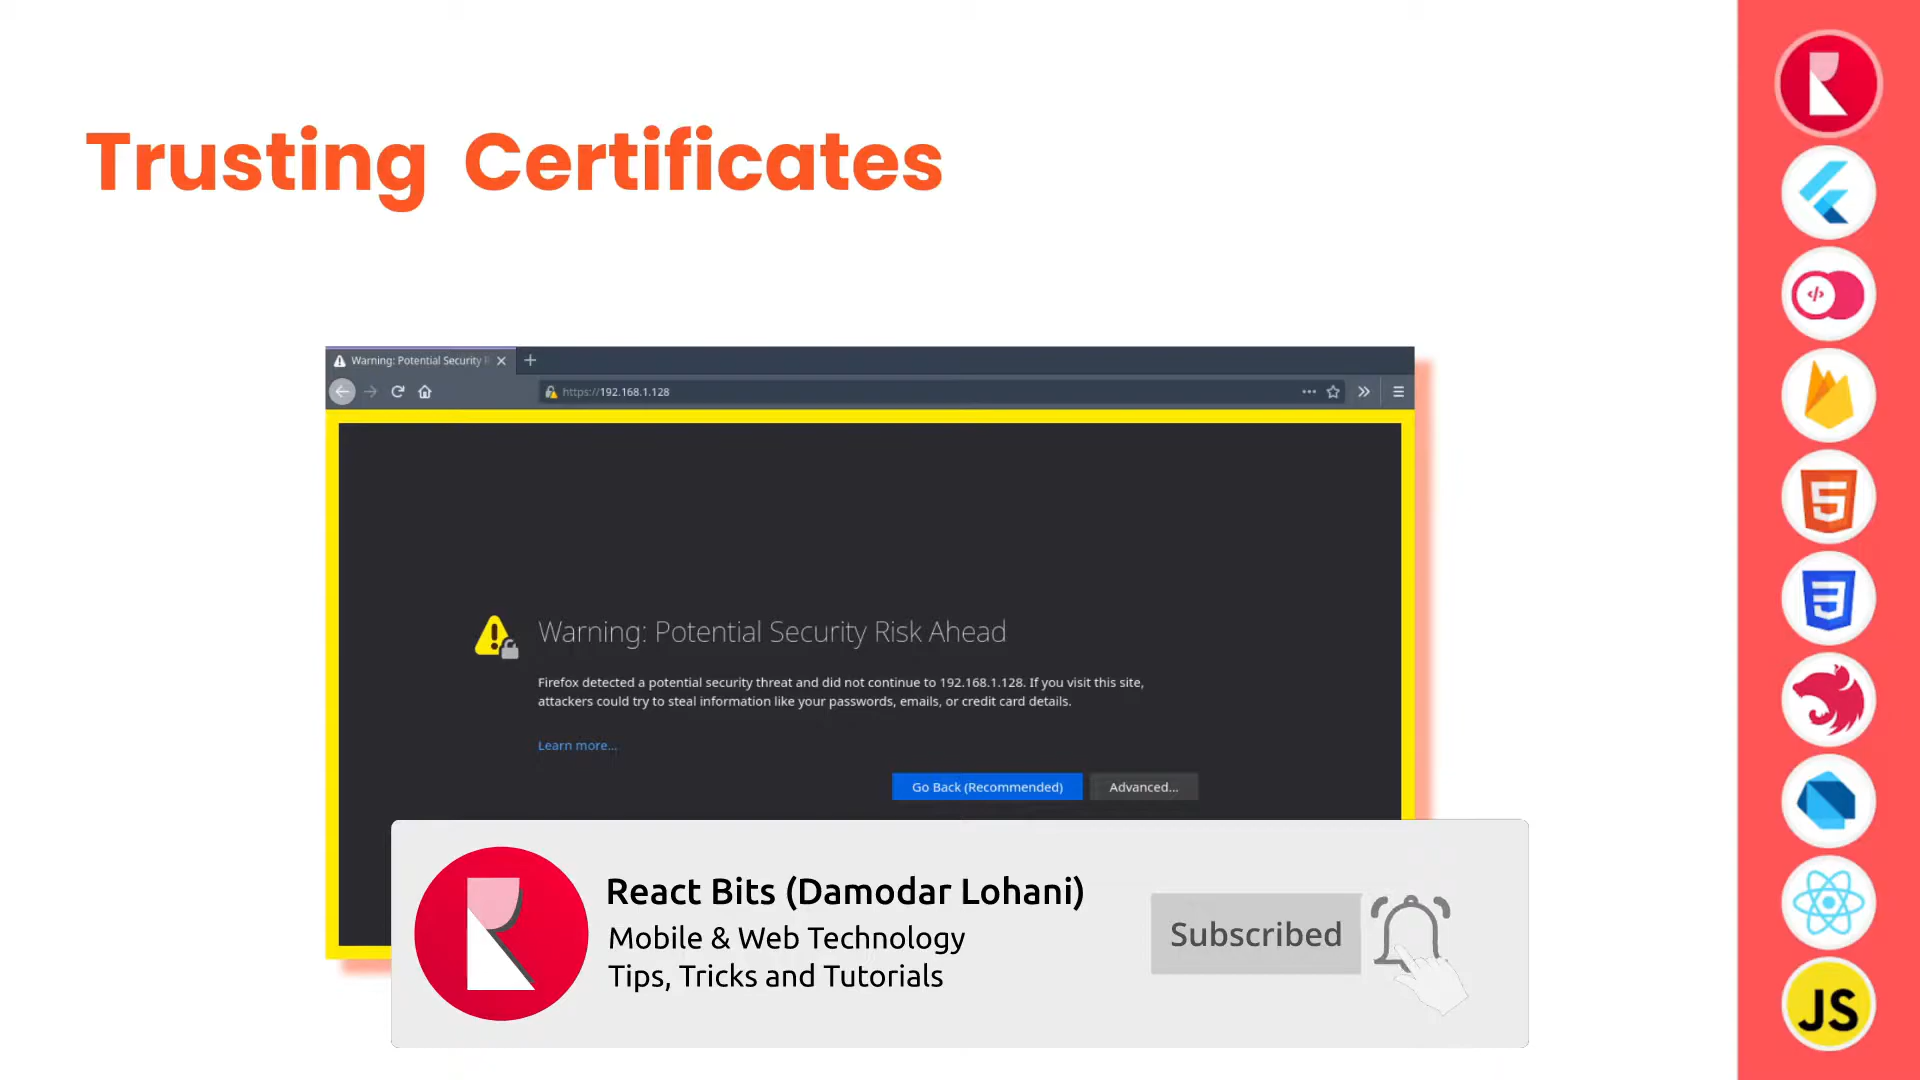 Trusting Certificates
Warning: Potential Security
https://192.168.1.128
Warning: Potential Security Risk Ahead
Firefox detected a potential security threat and did not continue to 192.168.1.128. If you visit this site,
attackers could try to steal information like your passwords, emails, or credit card details.
Learn more...
Go Back (Recommended)
Advanced...
React Bits (Damodar Lohani)
Mobile & Web Technology
Tips, Tricks and Tutorials
Subscribed
JS